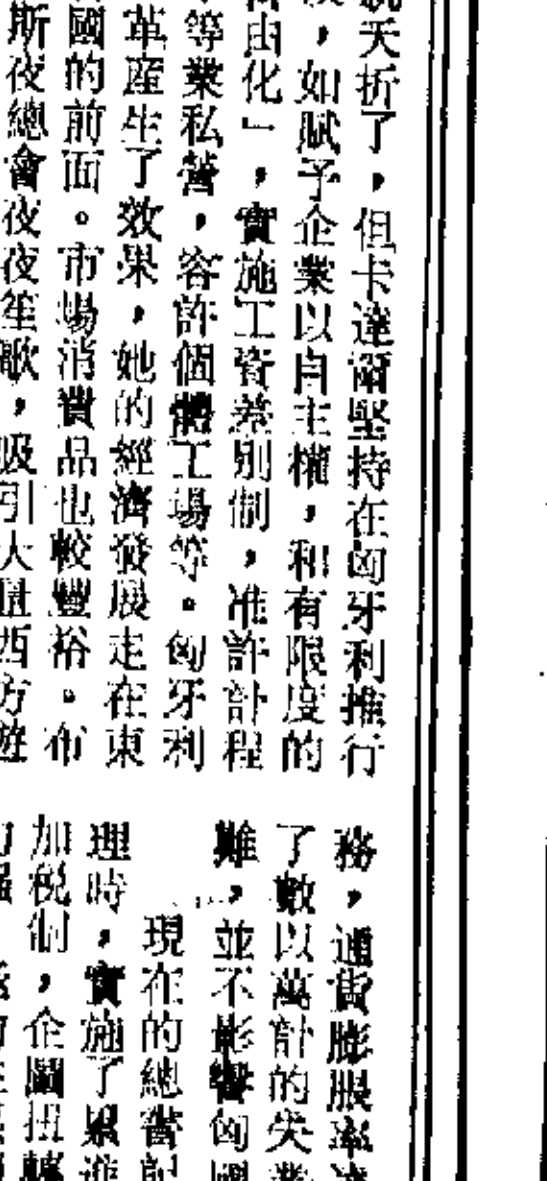 天折了，但卡達爾堅持在匈牙利推行
，如賦予企業以自主權，和有限度的
由化」，實施工資差別制，准許計程
等業私營，容許個體工場等。匈牙利
革産生了效果，她的經濟發展走在東
國的前面。市場消費品也較豐裕。布
斯夜總會夜夜笙歌，吸引大量西方遊
務，通貨膨脹率
了數以萬計的失業
難，並不影響匈國
現在的總書記
理時，實施了累進
加税制，企圖扭轉